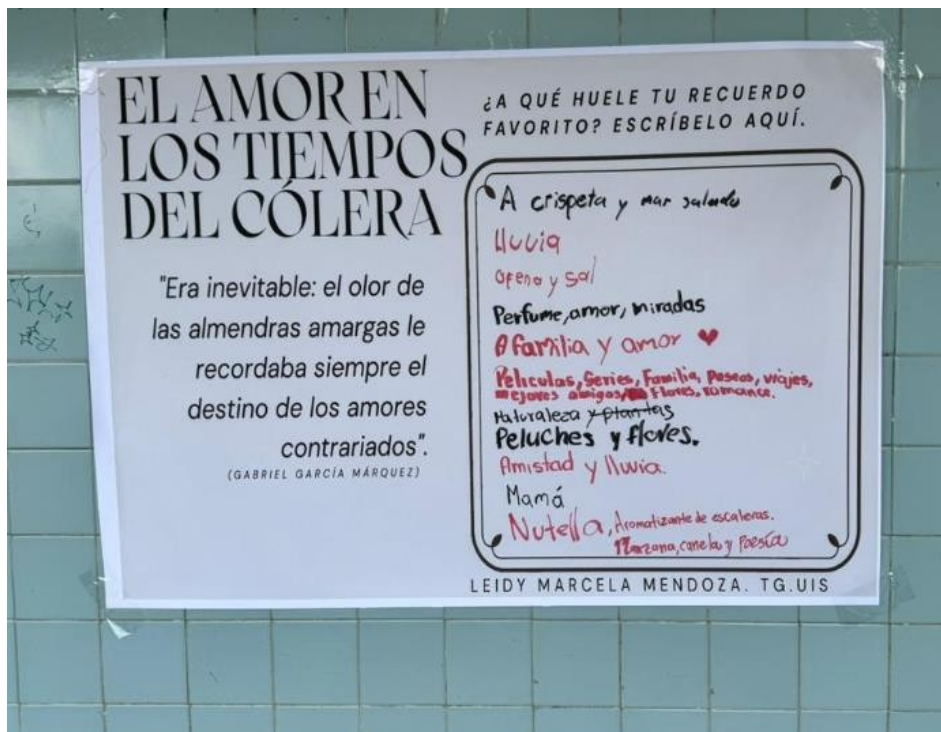 EL AMOR EN
LOS TIEMPOS
DEL CÓLERA
"Era inevitable: el olor de
las almendras amargas le
recordaba siempre el
destino de los amores
contrariados".
(GABRIEL GARCÍA MÁRQUEZ)
¿A QUÉ HUELE TU RECUERDO
FAVORITO? ESCRÍBELO AQUÍ.
A crispeta y mar salado
lluvia
arena y sal
Perfume, amor, miradas
A familia y amor ♥
Peliculas, Series, Familia, Paseos, viajes,
mejores amigos, Flores, romance.
Naturaleza y plantas
Peluches y flores.
Amistad y lluvia.
Mamá
Nutella, Aromatizante de escaleras.
Manzana, canela y Poesía
LEIDY MARCELA MENDOZA. TG.UIS